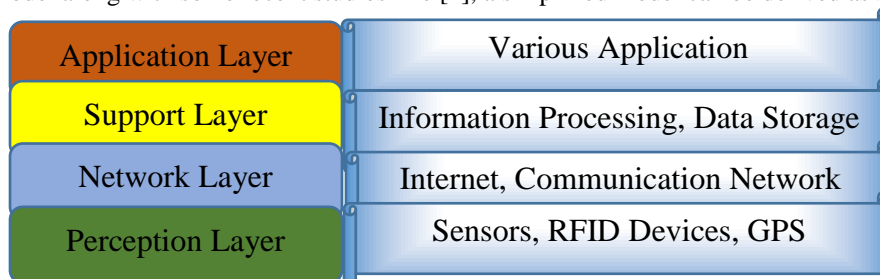 Application Layer
Various Application
Support Layer
Information Processing, Data Storage
Network Layer
Internet, Communication Network
Perception Layer
Sensors, RFID Devices, GPS